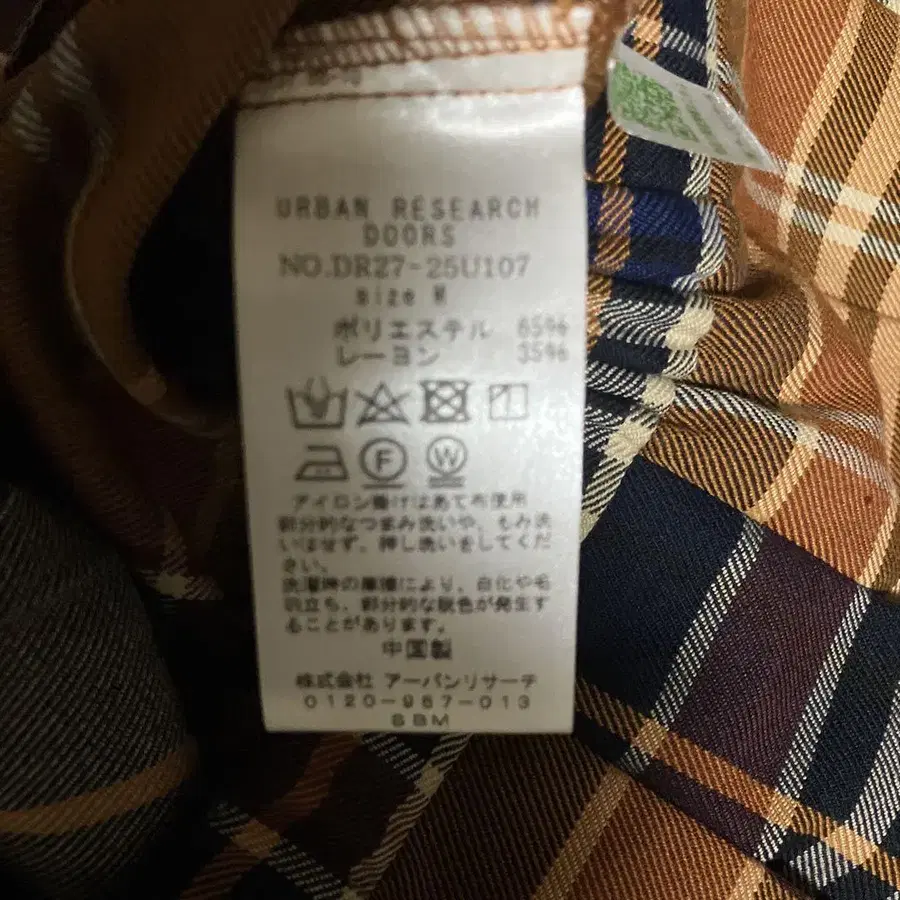 URBAN RESEARCH
DOORS
NO.DR27-25U107
size M
ポリエステル 65%
レーヨン 35%
F W
アイロン掛けはあて布使用
部分的なつまみ洗いや、もみ洗
いはせず、押し洗いをしてくだ
さい。
洗濯時の摩擦により、白化や毛
羽立ち、部分的な脱色が発生す
ることがあります。
中国製
株式会社 アーバンリサーチ
0120-967-013
SBM